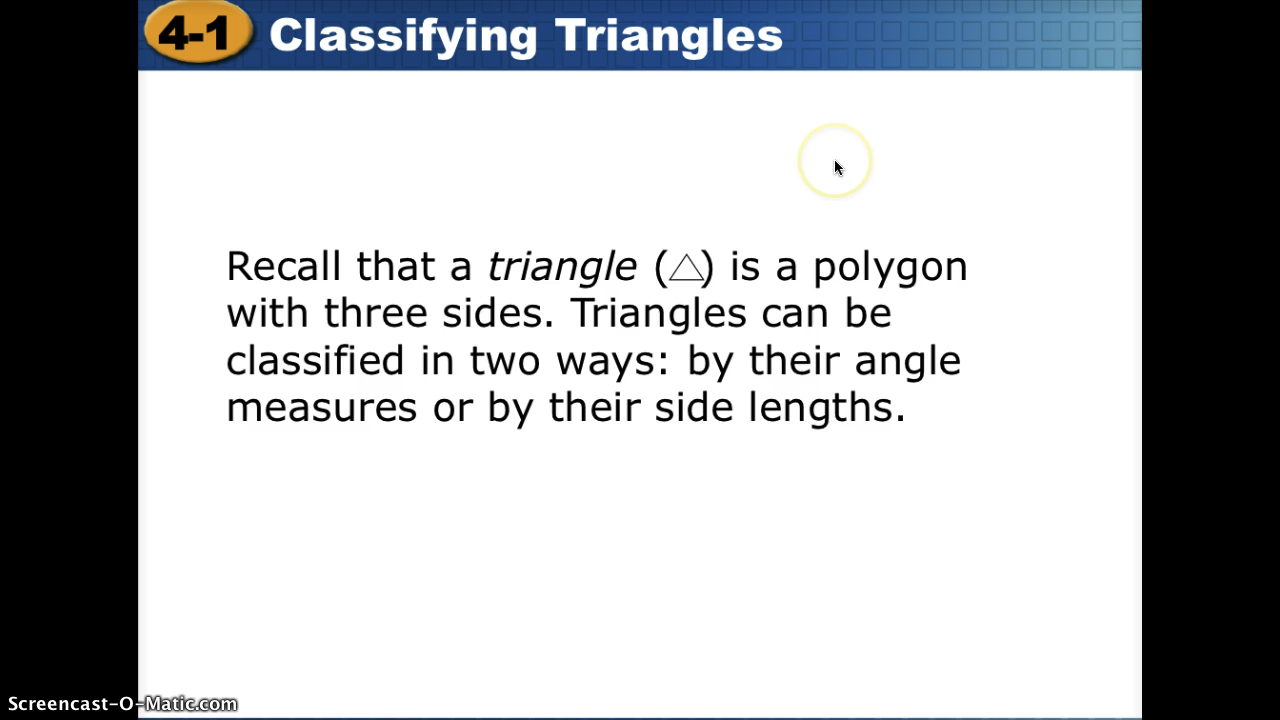 4-1 Classifying Triangles
Recall that a triangle (△) is a polygon
with three sides. Triangles can be
classified in two ways: by their angle
measures or by their side lengths.
Screencast-O-Matic.com